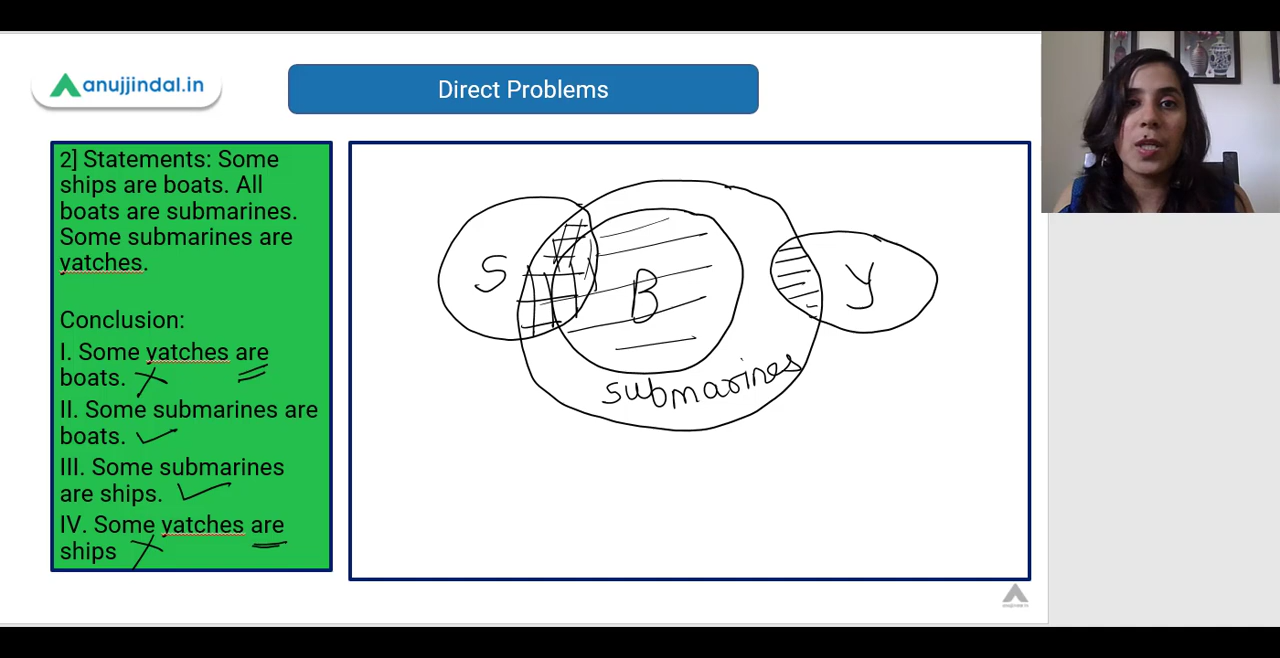 anujjindal.in
Direct Problems
2] Statements: Some
ships are boats. All
boats are submarines.
Some submarines are
yatches.
Conclusion:
I. Some yatches are
boats.
II. Some submarines are
boats.
III. Some submarines
are ships.
IV. Some yatches are
ships
S
B
y
submarines